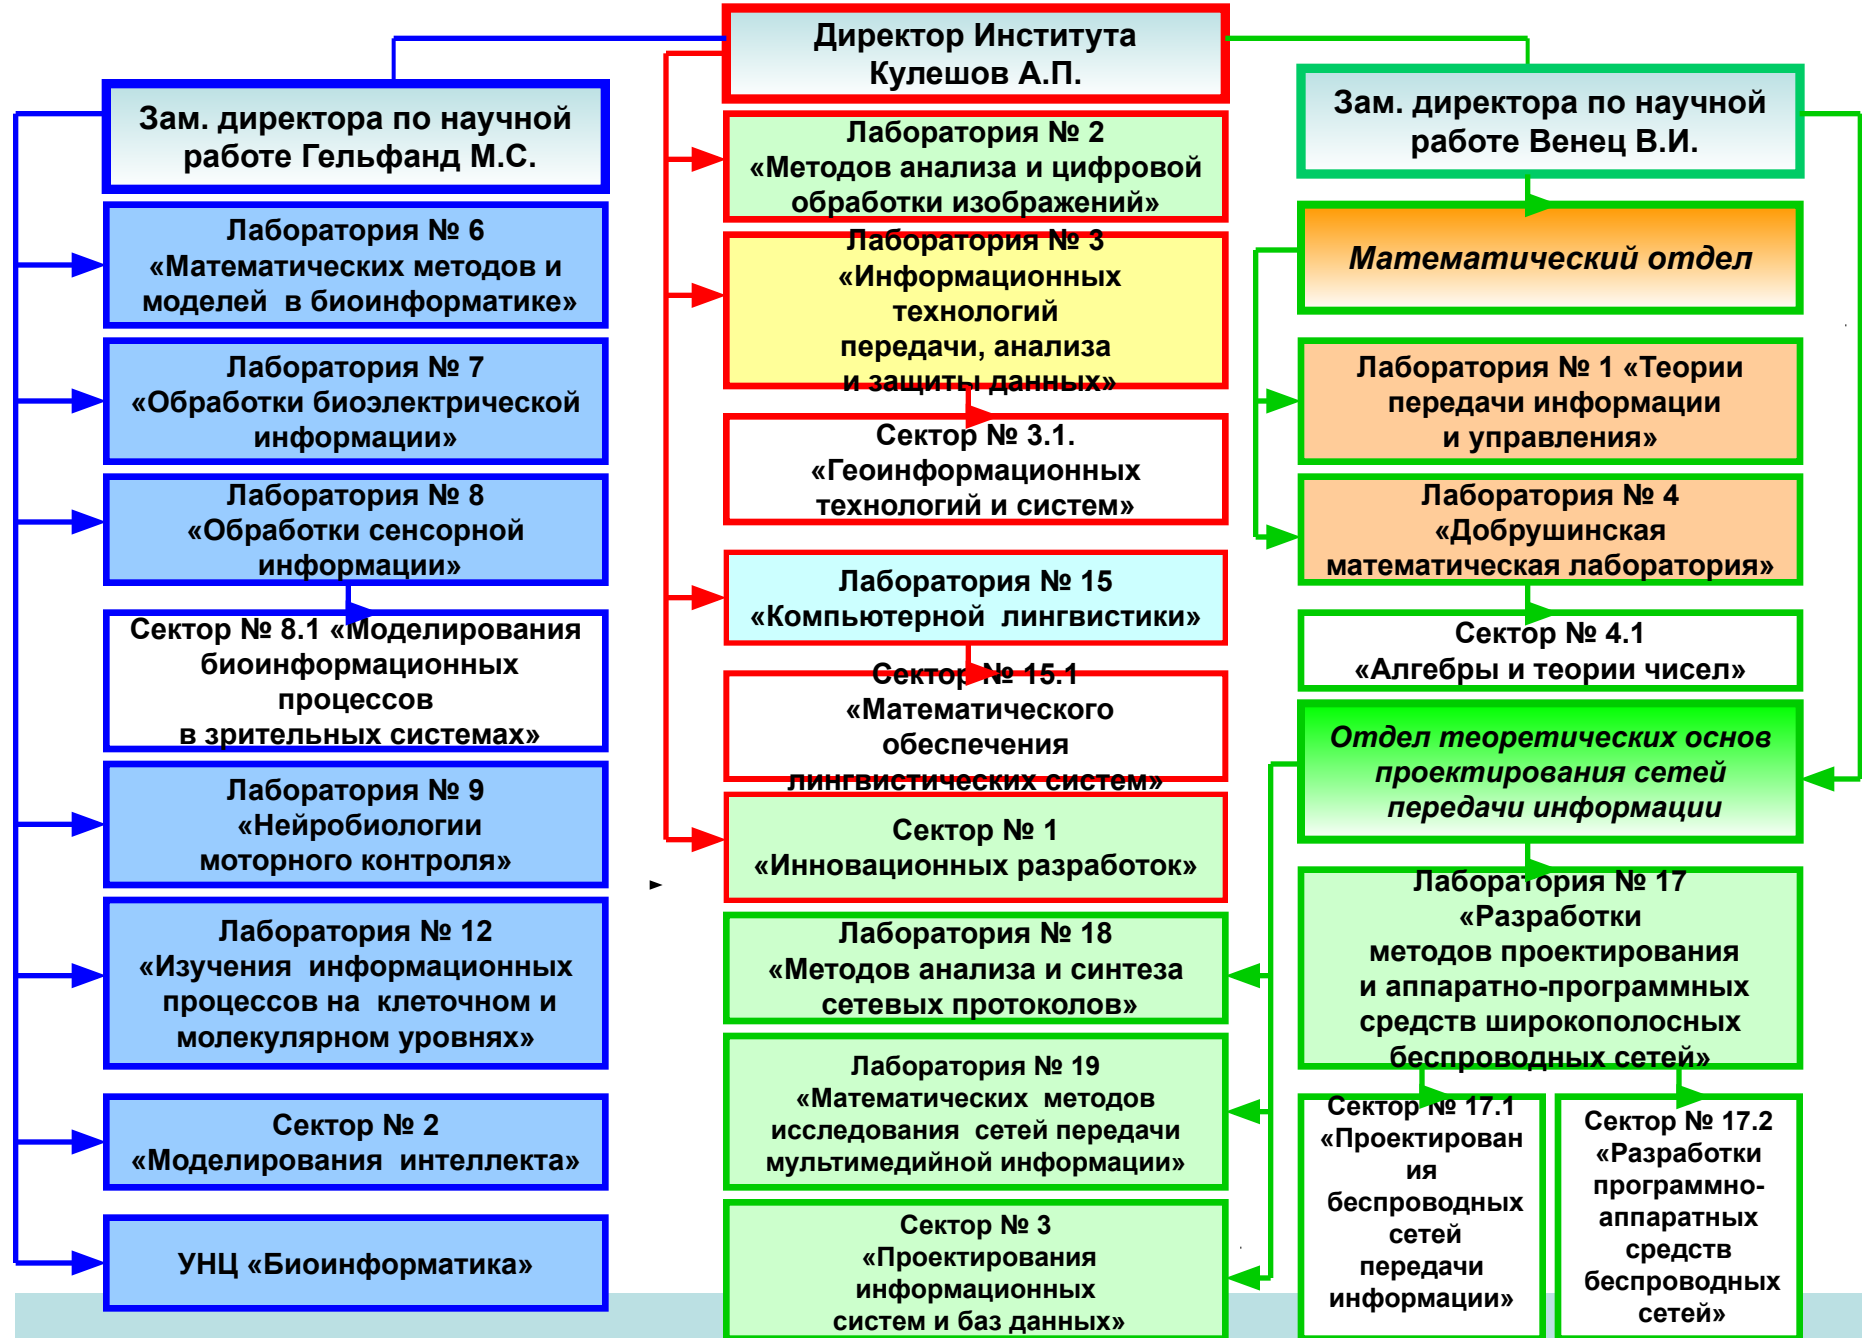 Директор Института
Кулешов А.П.
Зам. директора по научной
работе Гельфанд М.С.
Лаборатория № 6
«Математических методов и
моделей в биоинформатике»
Лаборатория № 7
«Обработки биоэлектрической
информации»
Лаборатория № 8
«Обработки сенсорной
информации»
Сектор № 8.1 «Моделирования
биоинформационных
процессов
в зрительных системах»
Лаборатория № 9
«Нейробиологии
моторного контроля»
Лаборатория № 12
«Изучения информационных
процессов на клеточном и
молекулярном уровнях»
Сектор № 2
«Моделирования интеллекта»
УНЦ «Биоинформатика»
Лаборатория № 2
«Методов анализа и цифровой
обработки изображений»
Лаборатория № 3
«Информационных
технологий
передачи, анализа
и защиты данных»
Сектор № 3.1.
«Геоинформационных
технологий и систем»
Лаборатория № 15
«Компьютерной лингвистики»
Сектор № 15.1
«Математического
обеспечения
лингвистических систем»
Сектор № 1
«Инновационных разработок»
Лаборатория № 18
«Методов анализа и синтеза
сетевых протоколов»
Лаборатория № 19
«Математических методов
исследования сетей передачи
мультимедийной информации»
Сектор № 3
«Проектирования
информационных
систем и баз данных»
Зам. директора по научной
работе Венец В.И.
Математический отдел
Лаборатория № 1 «Теории
передачи информации
и управления»
Лаборатория № 4
«Добрушинская
математическая лаборатория»
Сектор № 4.1
«Алгебры и теории чисел»
Отдел теоретических основ
проектирования сетей
передачи информации
Лаборатория № 17
«Разработки
методов проектирования
и аппаратно-программных
средств широкополосных
беспроводных сетей»
Сектор № 17.1
«Проектирован
ия
беспроводных
сетей
передачи
информации»
Сектор № 17.2
«Разработки
программно-
аппаратных
средств
беспроводных
сетей»